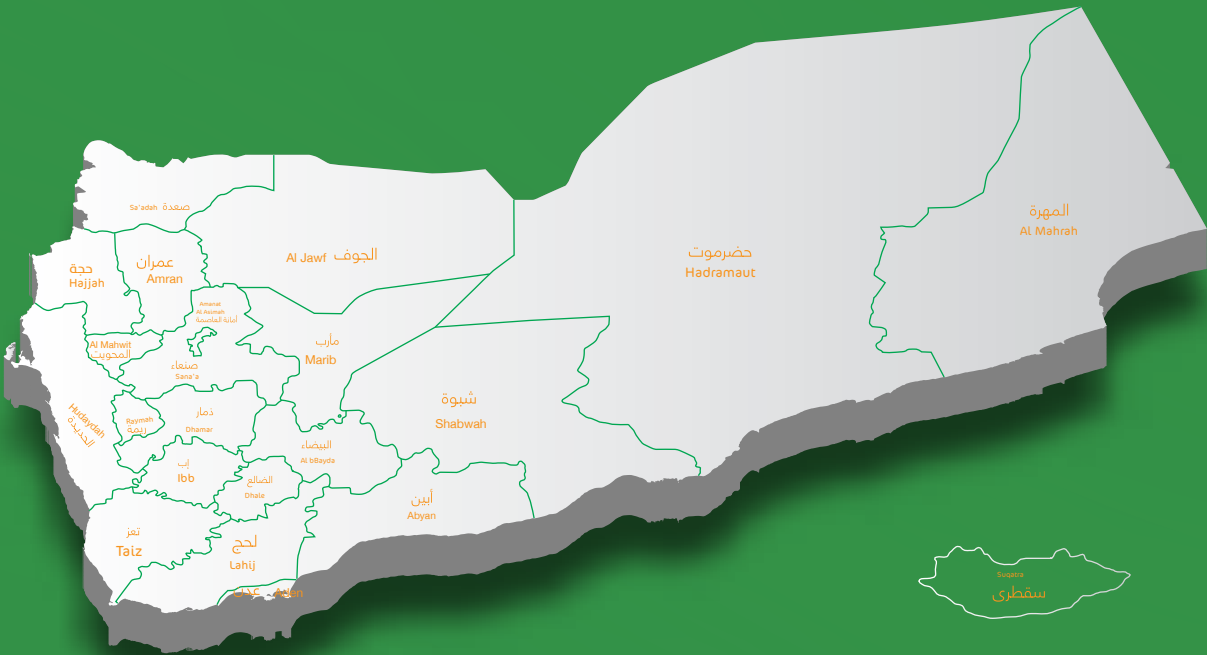 Sa'adah صعدة
المهرة
Al Mahrah
الجوف Al Jawf
حضرموت
Hadramaut
عمران
Amran
حجة
Hajjah
Amanat
Al Asimah
أمانة العاصمة
مأرب
Marib
Al Mahwit
المحويت
صنعاء
Sana'a
شبوة
Shabwah
Hudaydah
الحديدة
Raymah
ريمة
ذمار
Dhamar
البيضاء
Al bBayda
إب
Ibb
الضالع
Dhale
أبين
Abyan
تعز
Taiz
لحج
Lahij
عدن Aden
Suqatra
سقطرى